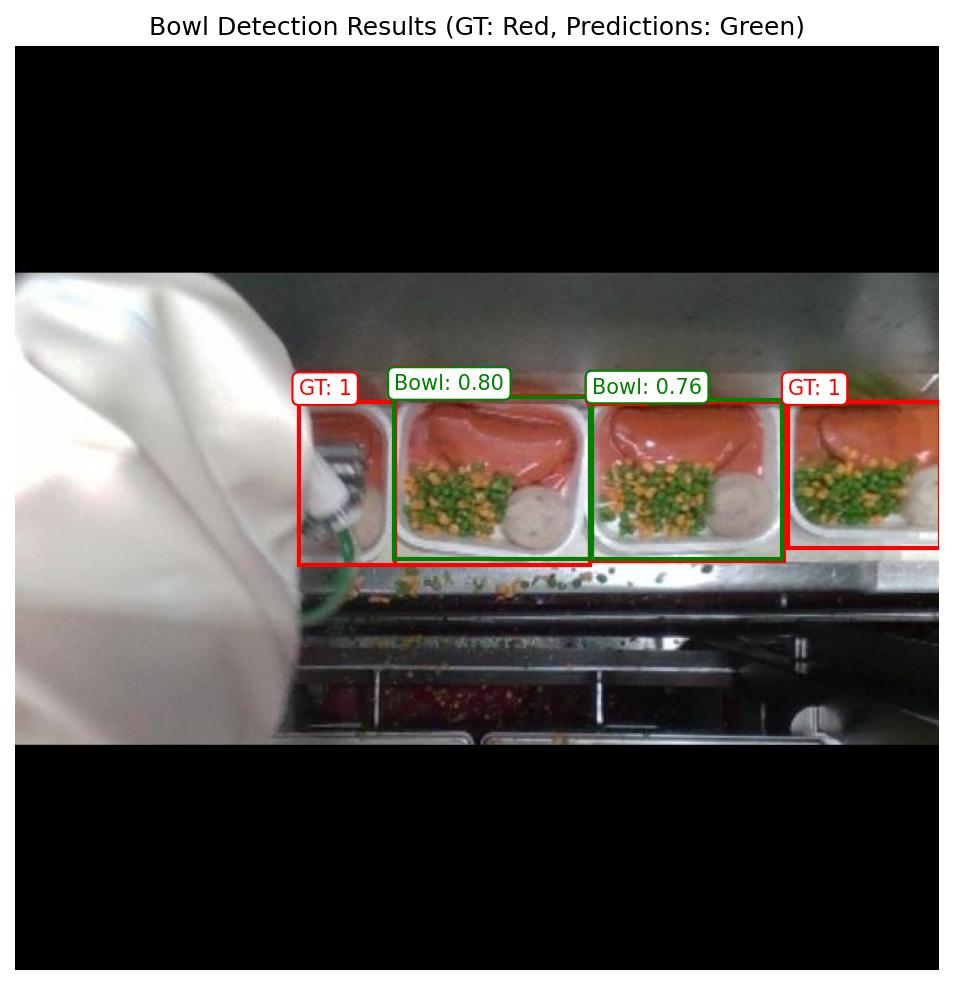 Bowl Detection Results (GT: Red, Predictions: Green)
GT: 1
Bowl: 0.80
Bowl: 0.76
GT: 1